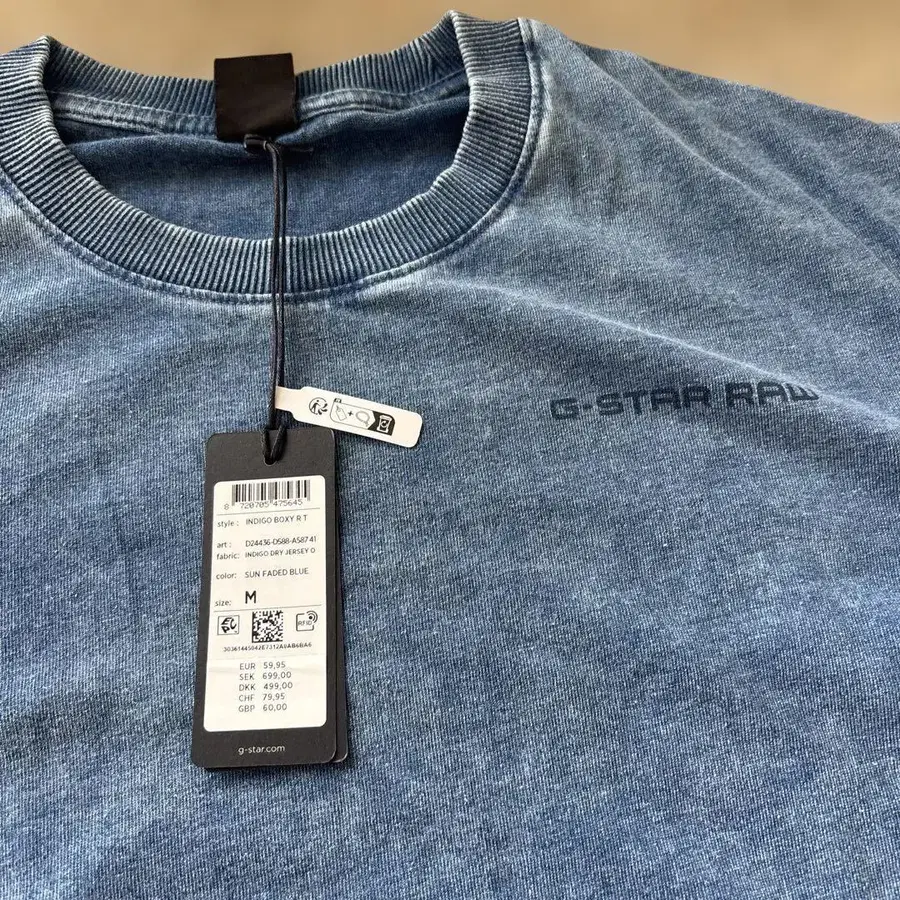 G-STAR RAW
8 720705 475645
style : INDIGO BOXY R T
art : D24436-D588-A58741
fabric: INDIGO DRY JERSEY O
color: SUN FADED BLUE
size: M
RFID
30361445042E7312A0AB6BA6
EUR 59,95
SEK 699,00
DKK 499,00
CHF 79,95
GBP 60,00
g-star.com